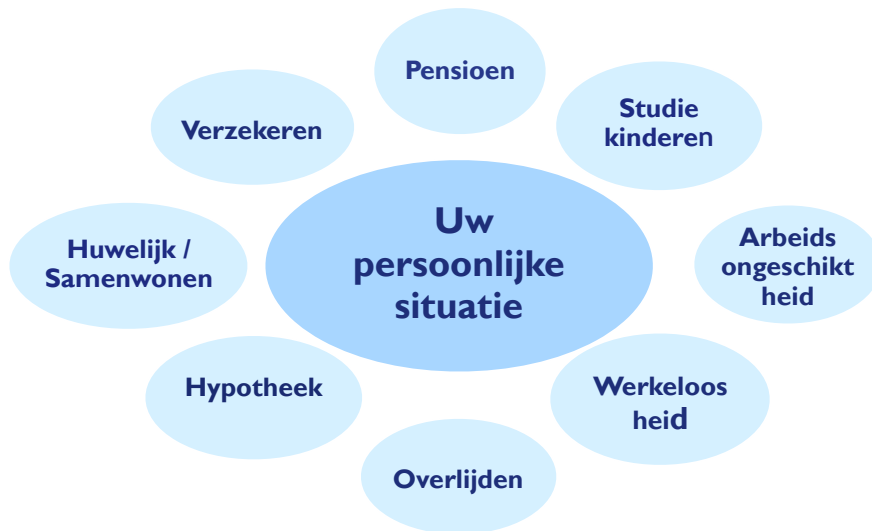 Pensioen
Studie
kinderen
Verzekeren
Uw
persoonlijke
situatie
Huwelijk /
Samenwonen
Arbeids
ongeschikt
heid
Hypotheek
Werkeloos
heid
Overlijden